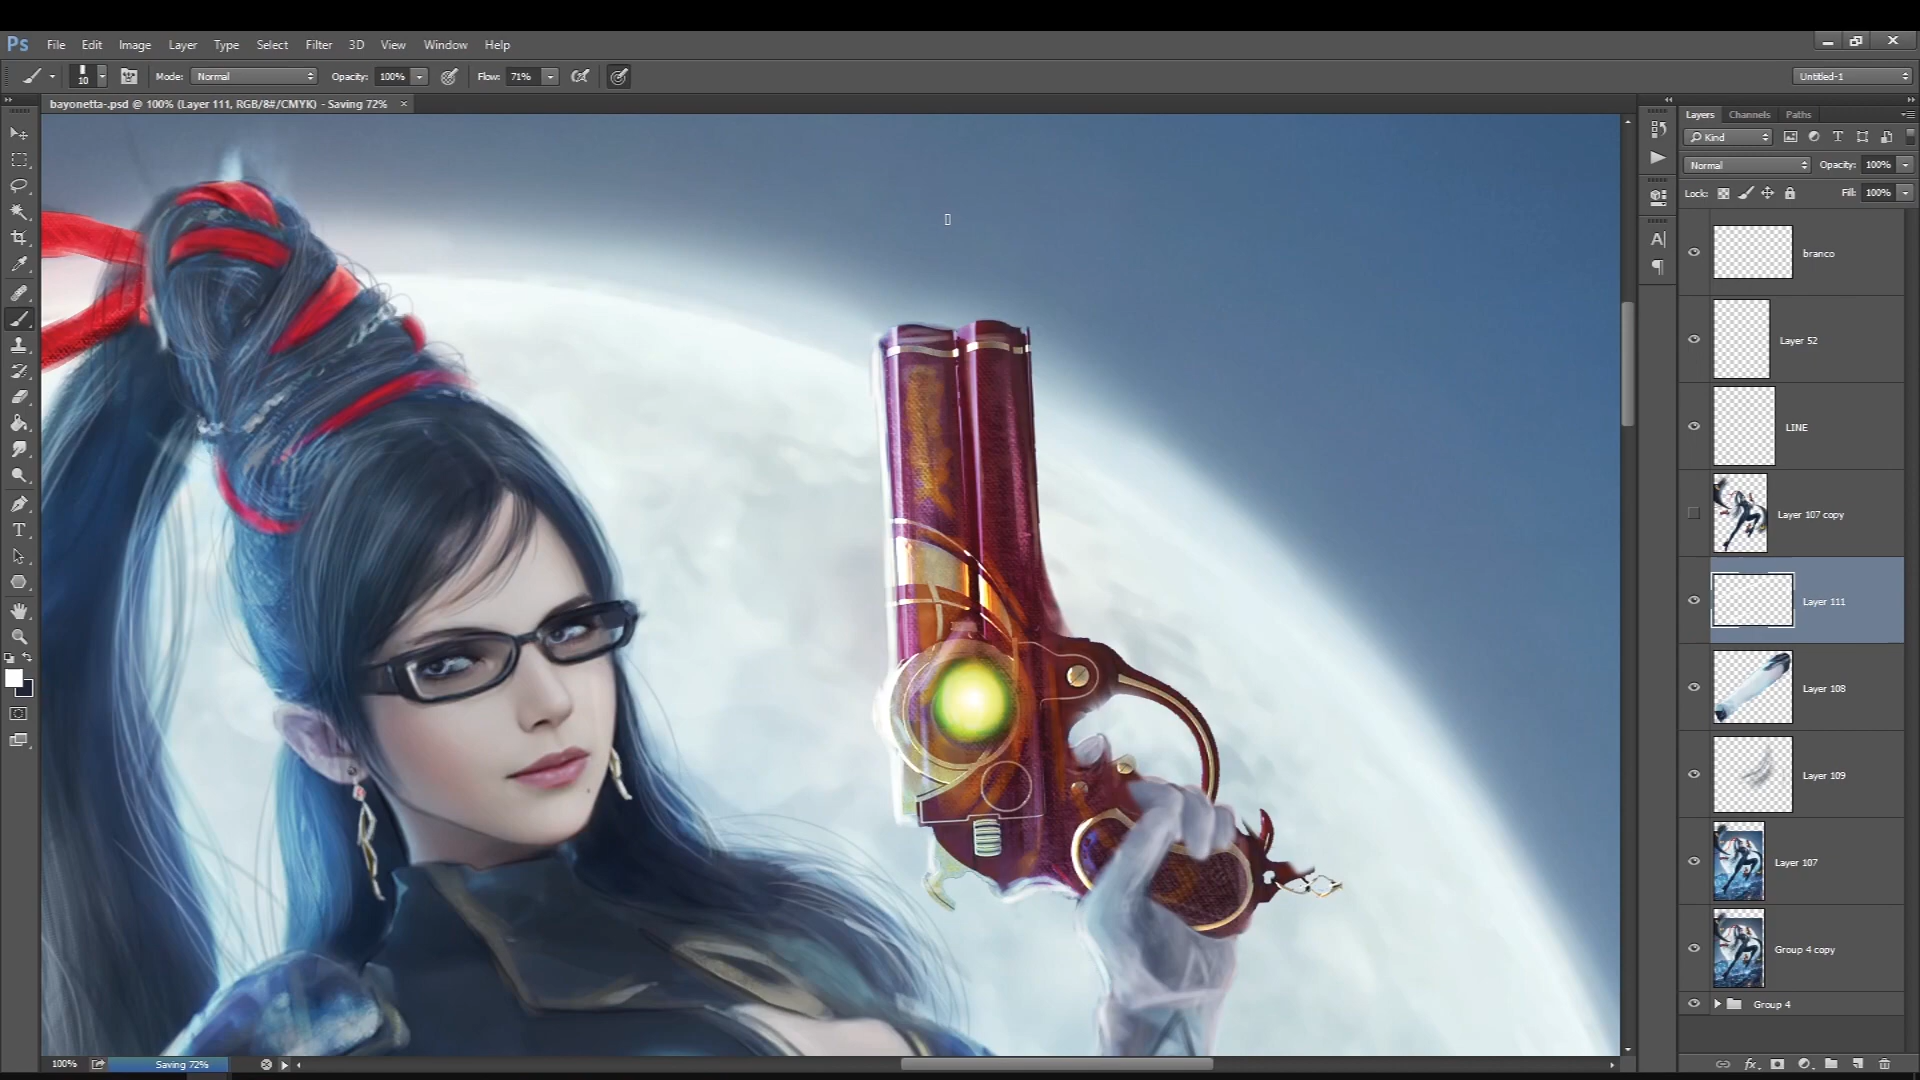 Ps File Edit Image Layer Type Select Filter 3D View Window Help
10 Mode: Normal Opacity: 100% Flow: 71% Untitled-1
bayonetta-.psd @ 100% (Layer 111, RGB/8#/CMYK) - Saving 72% ×
Layers Channels Paths
Kind
Normal Opacity: 100%
Lock: Fill: 100%
branco
Layer 52
LINE
Layer 107 copy
Layer 111
Layer 108
Layer 109
Layer 107
Group 4 copy
Group 4
100% Saving 72%